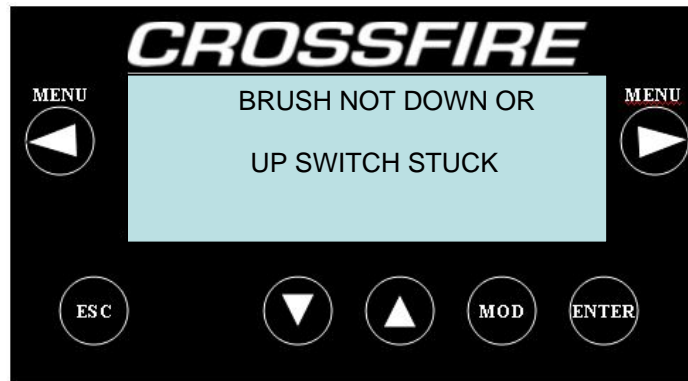 CROSSFIRE
MENU
MENU
BRUSH NOT DOWN OR
UP SWITCH STUCK
ESC
MOD
ENTER